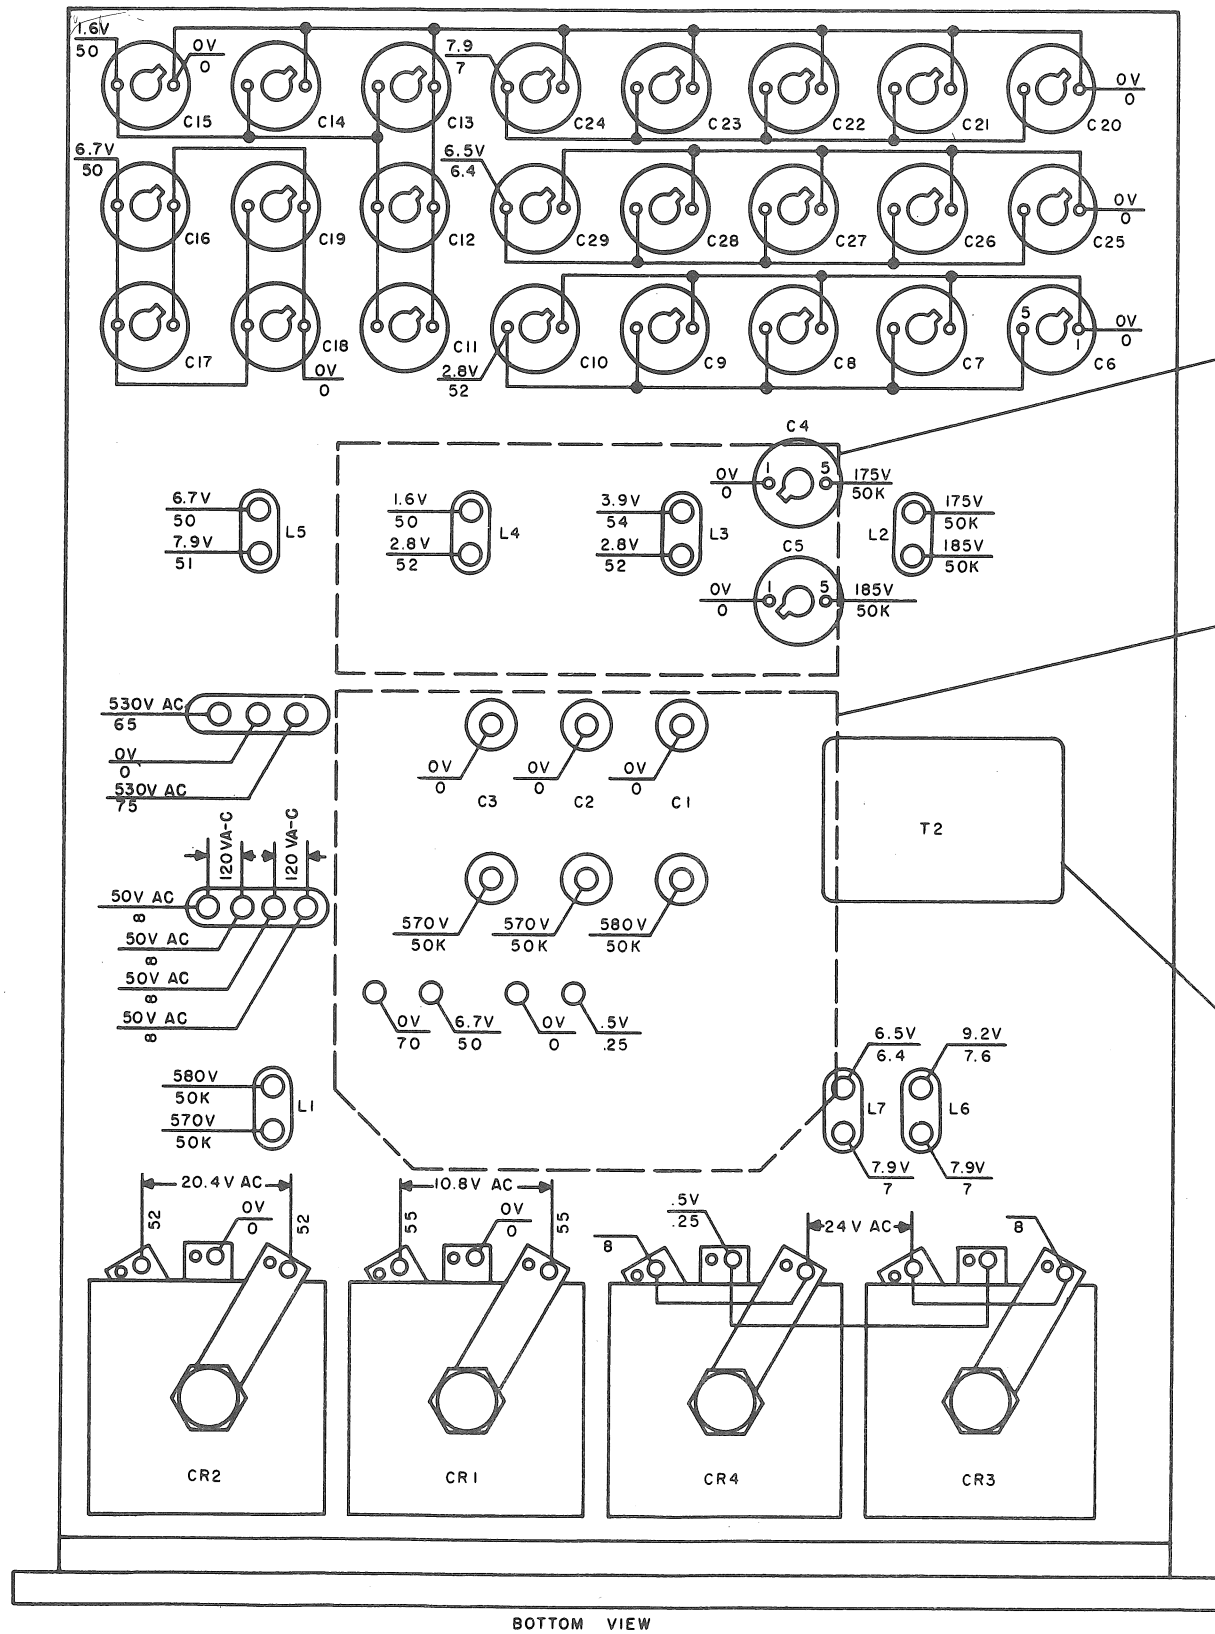 1.6V
50
0V
0
7.9
7
0V
0
C15
C14
C13
C24
C23
C22
C21
C20
6.7V
50
6.5V
6.4
0V
0
C16
C19
C12
C29
C28
C27
C26
C25
5
1
0V
0
C17
C18
C11
C10
C9
C8
C7
C6
0V
0
2.8V
52
C4
0V
0
1
5
175V
50K
6.7V
50
7.9V
51
L5
1.6V
50
2.8V
52
L4
3.9V
54
2.8V
52
L3
L2
175V
50K
185V
50K
C5
0V
0
1
5
185V
50K
530V AC
65
0V
0
530V AC
75
0V
0
0V
0
0V
0
C3
C2
C1
T2
120VA-C
120VA-C
50V AC
8
50V AC
8
50V AC
8
50V AC
8
570V
50K
570V
50K
580V
50K
0V
70
6.7V
50
0V
0
.5V
.25
580V
50K
570V
50K
L1
6.5V
6.4
9.2V
7.6
L7
L6
7.9V
7
7.9V
7
20.4V AC
52
0V
0
52
10.8V AC
55
0V
0
55
8
.5V
.25
24V AC
8
CR2
CR1
CR4
CR3
BOTTOM VIEW